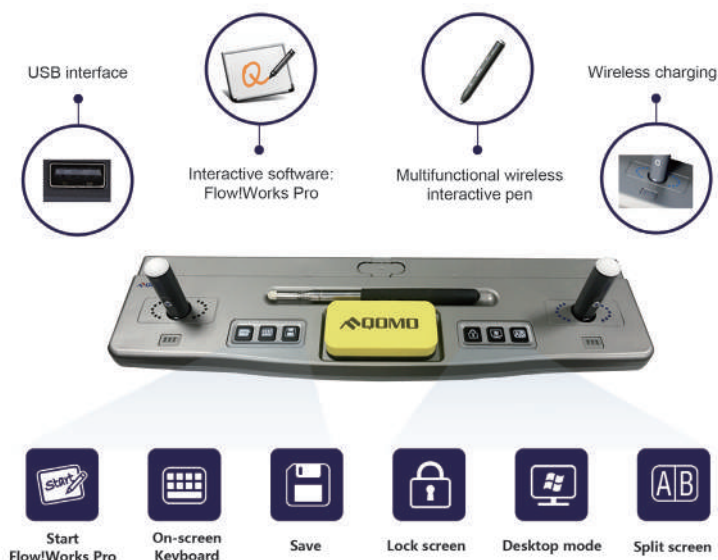 USB interface
Wireless charging
Interactive software:
Flow!Works Pro
Multifunctional wireless
interactive pen
QOMO
Start
Start
Flow!Works Pro
On-screen
Keyboard
Save
Lock screen
Desktop mode
A B
Split screen